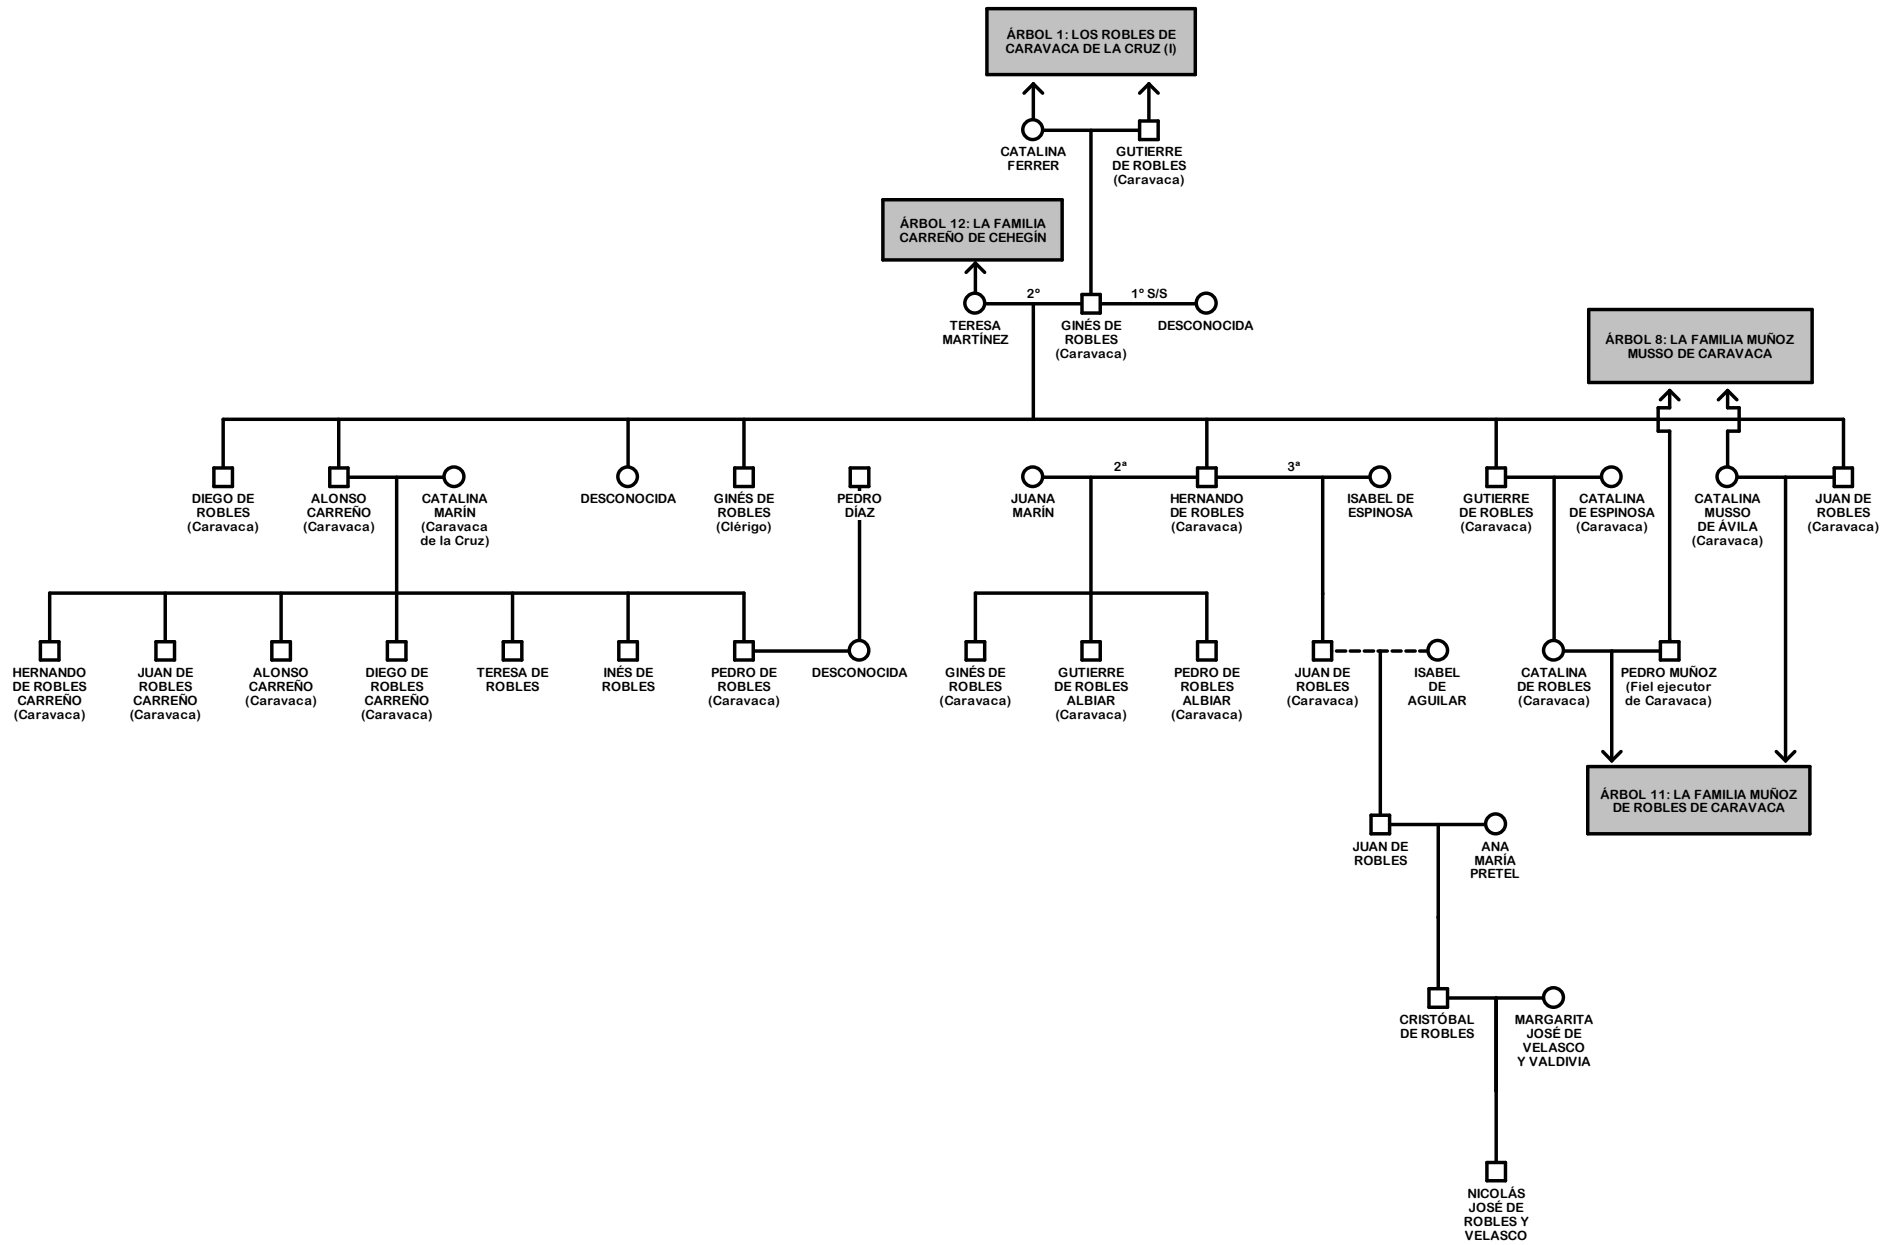 ÁRBOL 1: LOS ROBLES DE
CARAVACA DE LA CRUZ (I)
CATALINA
FERRER
GUTIERRE
DE ROBLES
(Caravaca)
ÁRBOL 12: LA FAMILIA
CARREÑO DE CEHEGÍN
2º
1º S/S
TERESA
MARTÍNEZ
GINÉS DE
ROBLES
(Caravaca)
DESCONOCIDA
ÁRBOL 8: LA FAMILIA MUÑOZ
MUSSO DE CARAVACA
DIEGO DE
ROBLES
(Caravaca)
ALONSO
CARREÑO
(Caravaca)
CATALINA
MARÍN
(Caravaca
de la Cruz)
DESCONOCIDA
GINÉS DE
ROBLES
(Clérigo)
PEDRO
DÍAZ
2ª
3ª
JUANA
MARÍN
HERNANDO
DE ROBLES
(Caravaca)
ISABEL DE
ESPINOSA
GUTIERRE
DE ROBLES
(Caravaca)
CATALINA
DE ESPINOSA
(Caravaca)
CATALINA
MUSSO
DE ÁVILA
(Caravaca)
JUAN DE
ROBLES
(Caravaca)
HERNANDO
DE ROBLES
CARREÑO
(Caravaca)
JUAN DE
ROBLES
CARREÑO
(Caravaca)
ALONSO
CARREÑO
(Caravaca)
DIEGO DE
ROBLES
CARREÑO
(Caravaca)
TERESA DE
ROBLES
INÉS DE
ROBLES
PEDRO DE
ROBLES
(Caravaca)
DESCONOCIDA
GINÉS DE
ROBLES
(Caravaca)
GUTIERRE
DE ROBLES
ALBIAR
(Caravaca)
PEDRO DE
ROBLES
ALBIAR
(Caravaca)
JUAN DE
ROBLES
(Caravaca)
ISABEL
DE
AGUILAR
CATALINA
DE ROBLES
(Caravaca)
PEDRO MUÑOZ
(Fiel ejecutor
de Caravaca)
ÁRBOL 11: LA FAMILIA MUÑOZ
DE ROBLES DE CARAVACA
JUAN DE
ROBLES
ANA
MARÍA
PRETEL
CRISTÓBAL
DE ROBLES
MARGARITA
JOSÉ DE
VELASCO
Y VALDIVIA
NICOLÁS
JOSÉ DE
ROBLES Y
VELASCO